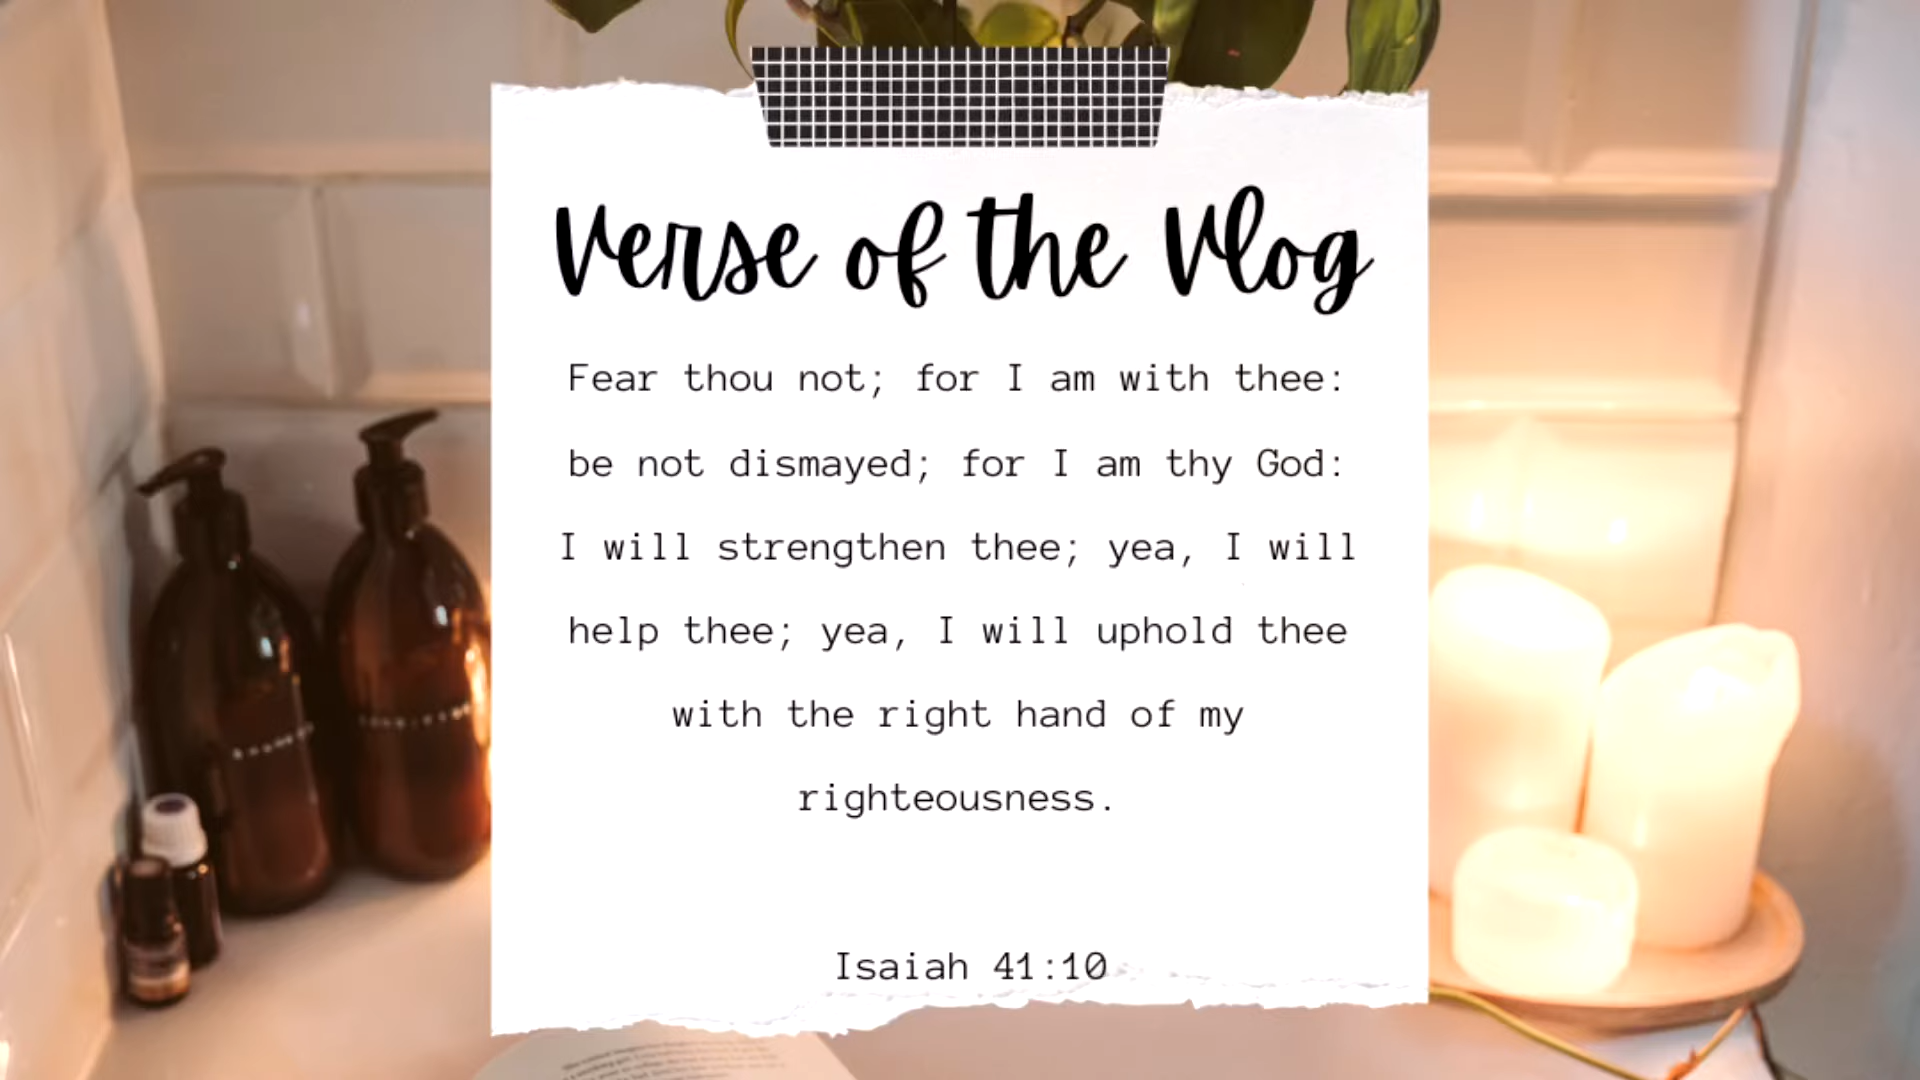 Verse of the Vlog
Fear thou not; for I am with thee:
be not dismayed; for I am thy God:
I will strengthen thee; yea, I will
help thee; yea, I will uphold thee
with the right hand of my
righteousness.
Isaiah 41:10